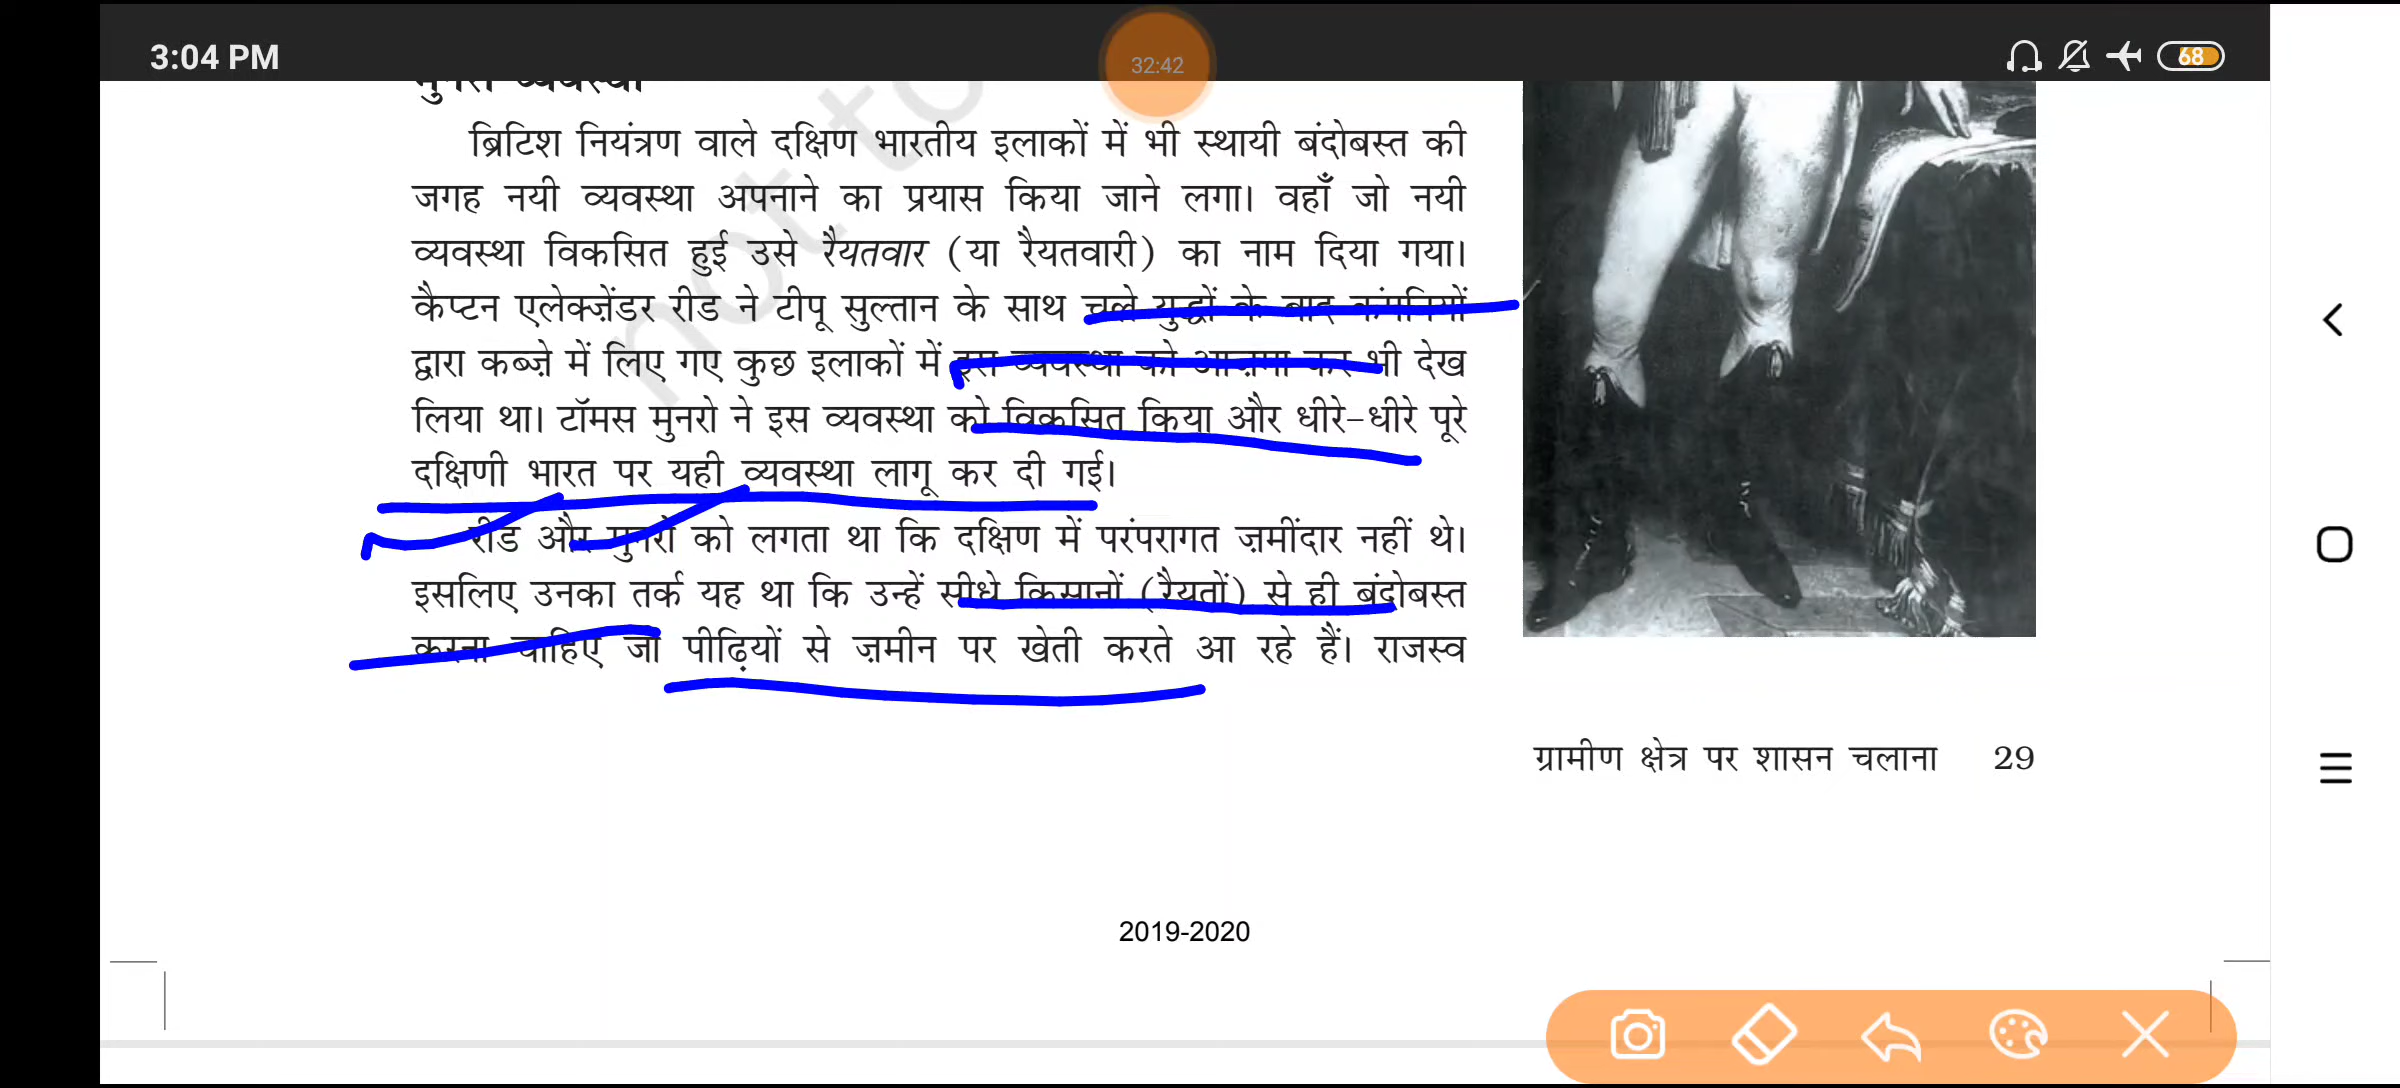 3:04 PM
32:42
68
मुनरो व्यवस्था
ब्रिटिश नियंत्रण वाले दक्षिण भारतीय इलाकों में भी स्थायी बंदोबस्त की
जगह नयी व्यवस्था अपनाने का प्रयास किया जाने लगा। वहाँ जो नयी
व्यवस्था विकसित हुई उसे रैयतवार (या रैयतवारी) का नाम दिया गया।
कैप्टन एलेक्ज़ेंडर रीड ने टीपू सुल्तान के साथ चले युद्धों के बाद कंपनियों
द्वारा कब्ज़े में लिए गए कुछ इलाकों में इस व्यवस्था को आज़मा कर भी देख
लिया था। टॉमस मुनरो ने इस व्यवस्था को विकसित किया और धीरे-धीरे पूरे
दक्षिणी भारत पर यही व्यवस्था लागू कर दी गई।
रीड और मुनरो को लगता था कि दक्षिण में परंपरागत ज़मींदार नहीं थे।
इसलिए उनका तर्क यह था कि उन्हें सीधे किसानों (रैयतों) से ही बंदोबस्त
करना चाहिए जो पीढ़ियों से ज़मीन पर खेती करते आ रहे हैं। राजस्व
not to
ग्रामीण क्षेत्र पर शासन चलाना 29
2019-2020